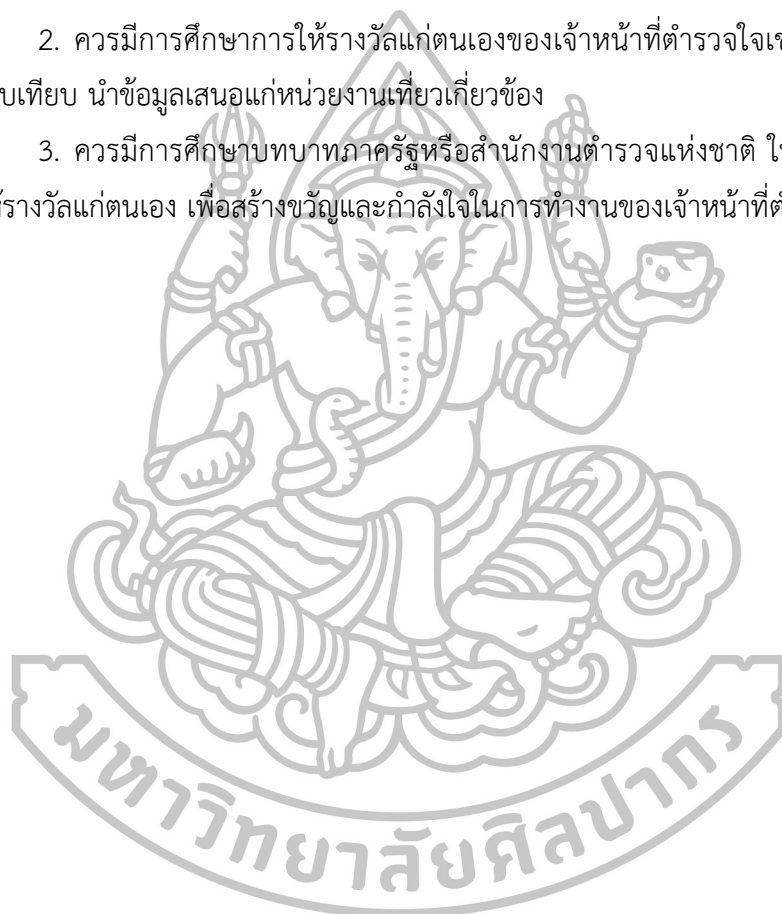 2. ควรมีการศึกษาการให้รางวัลแก่ตนเองของเจ้าหน้าที่ตำรวจใจเข
บเทียบ นำข้อมูลเสนอแก่หน่วยงานเที่ยวเกี่ยวข้อง
3. ควรมีการศึกษาบทบาทภาครัฐหรือสำนักงานตำรวจแห่งชาติ ใ
ห้รางวัลแก่ตนเอง เพื่อสร้างขวัญและกำลังใจในการทำงานของเจ้าหน้าที่ต
มหาวิทยาลัยศิลปากร